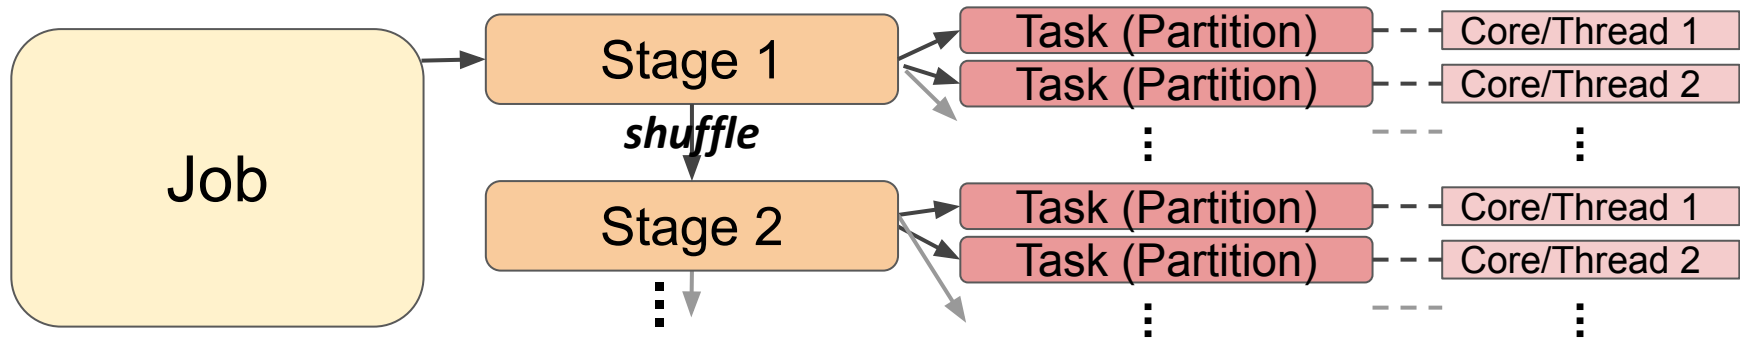 Job
Stage 1
Task (Partition)
Core/Thread 1
Task (Partition)
Core/Thread 2
shuffle
Stage 2
Task (Partition)
Core/Thread 1
Task (Partition)
Core/Thread 2